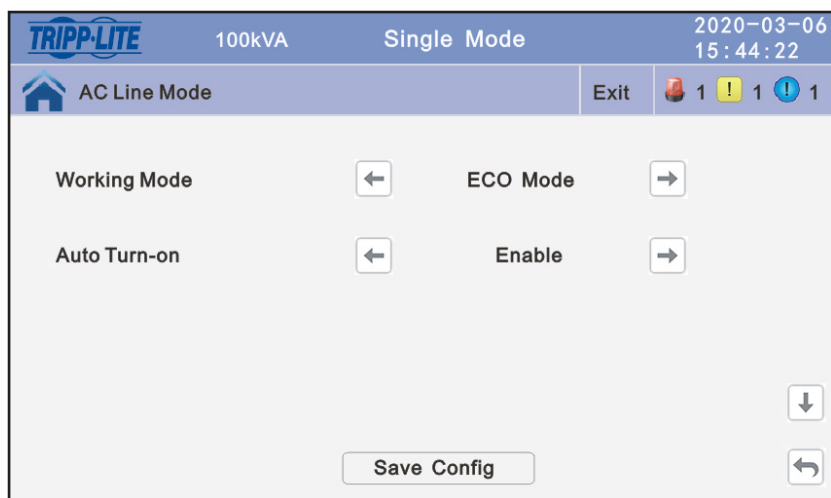 TRIPP·LITE 100kVA Single Mode 2020-03-06
15:44:22
AC Line Mode Exit 1 ! 1 ! 1
Working Mode ECO Mode
Auto Turn-on Enable
Save Config